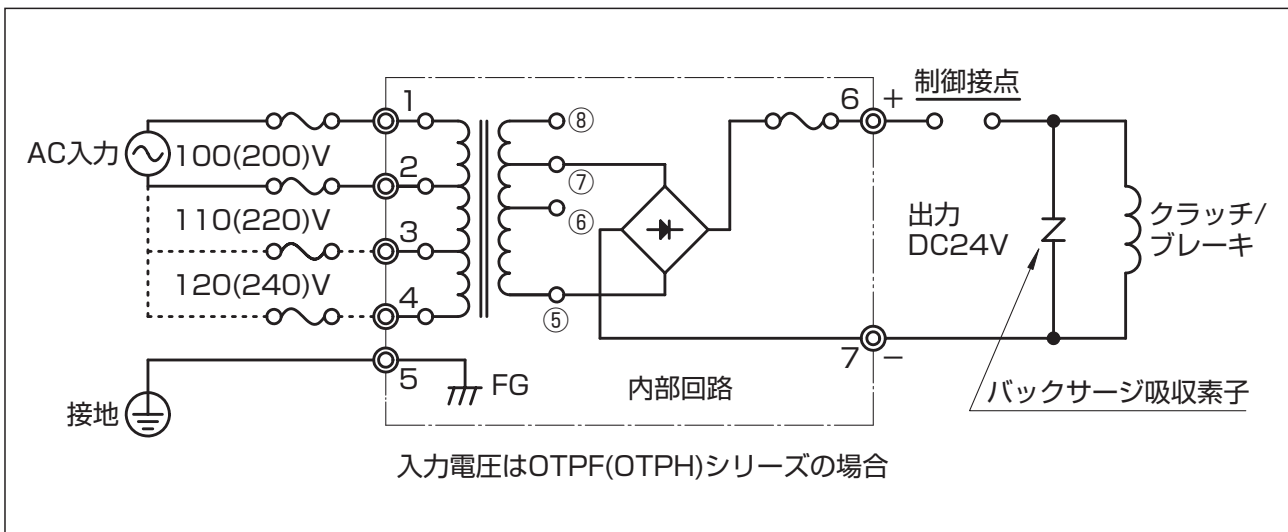 制御接点
1
6
+
⑧
AC入力
100(200)V
2
⑦
⑥
110(220)V
3
出力
DC24V
クラッチ/
ブレーキ
120(240)V
4
⑤
5
FG
内部回路
7
−
バックサージ吸収素子
接地
入力電圧はOTPF(OTPH)シリーズの場合